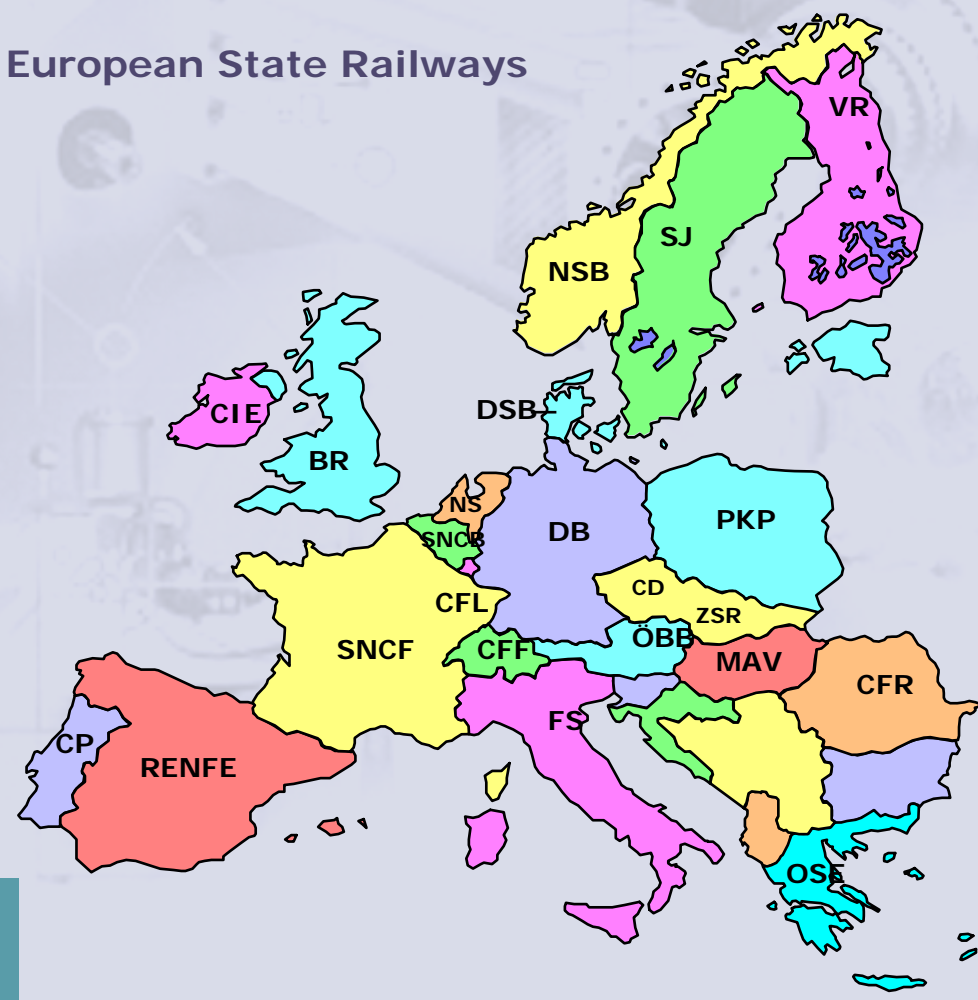 European State Railways
VR
SJ
NSB
DSB
CIE
BR
NS
SNCB
DB
PKP
CD
ZSR
CFL
ÖBB
SNCF
CFF
MAV
CFR
FS
CP
RENFE
OSE